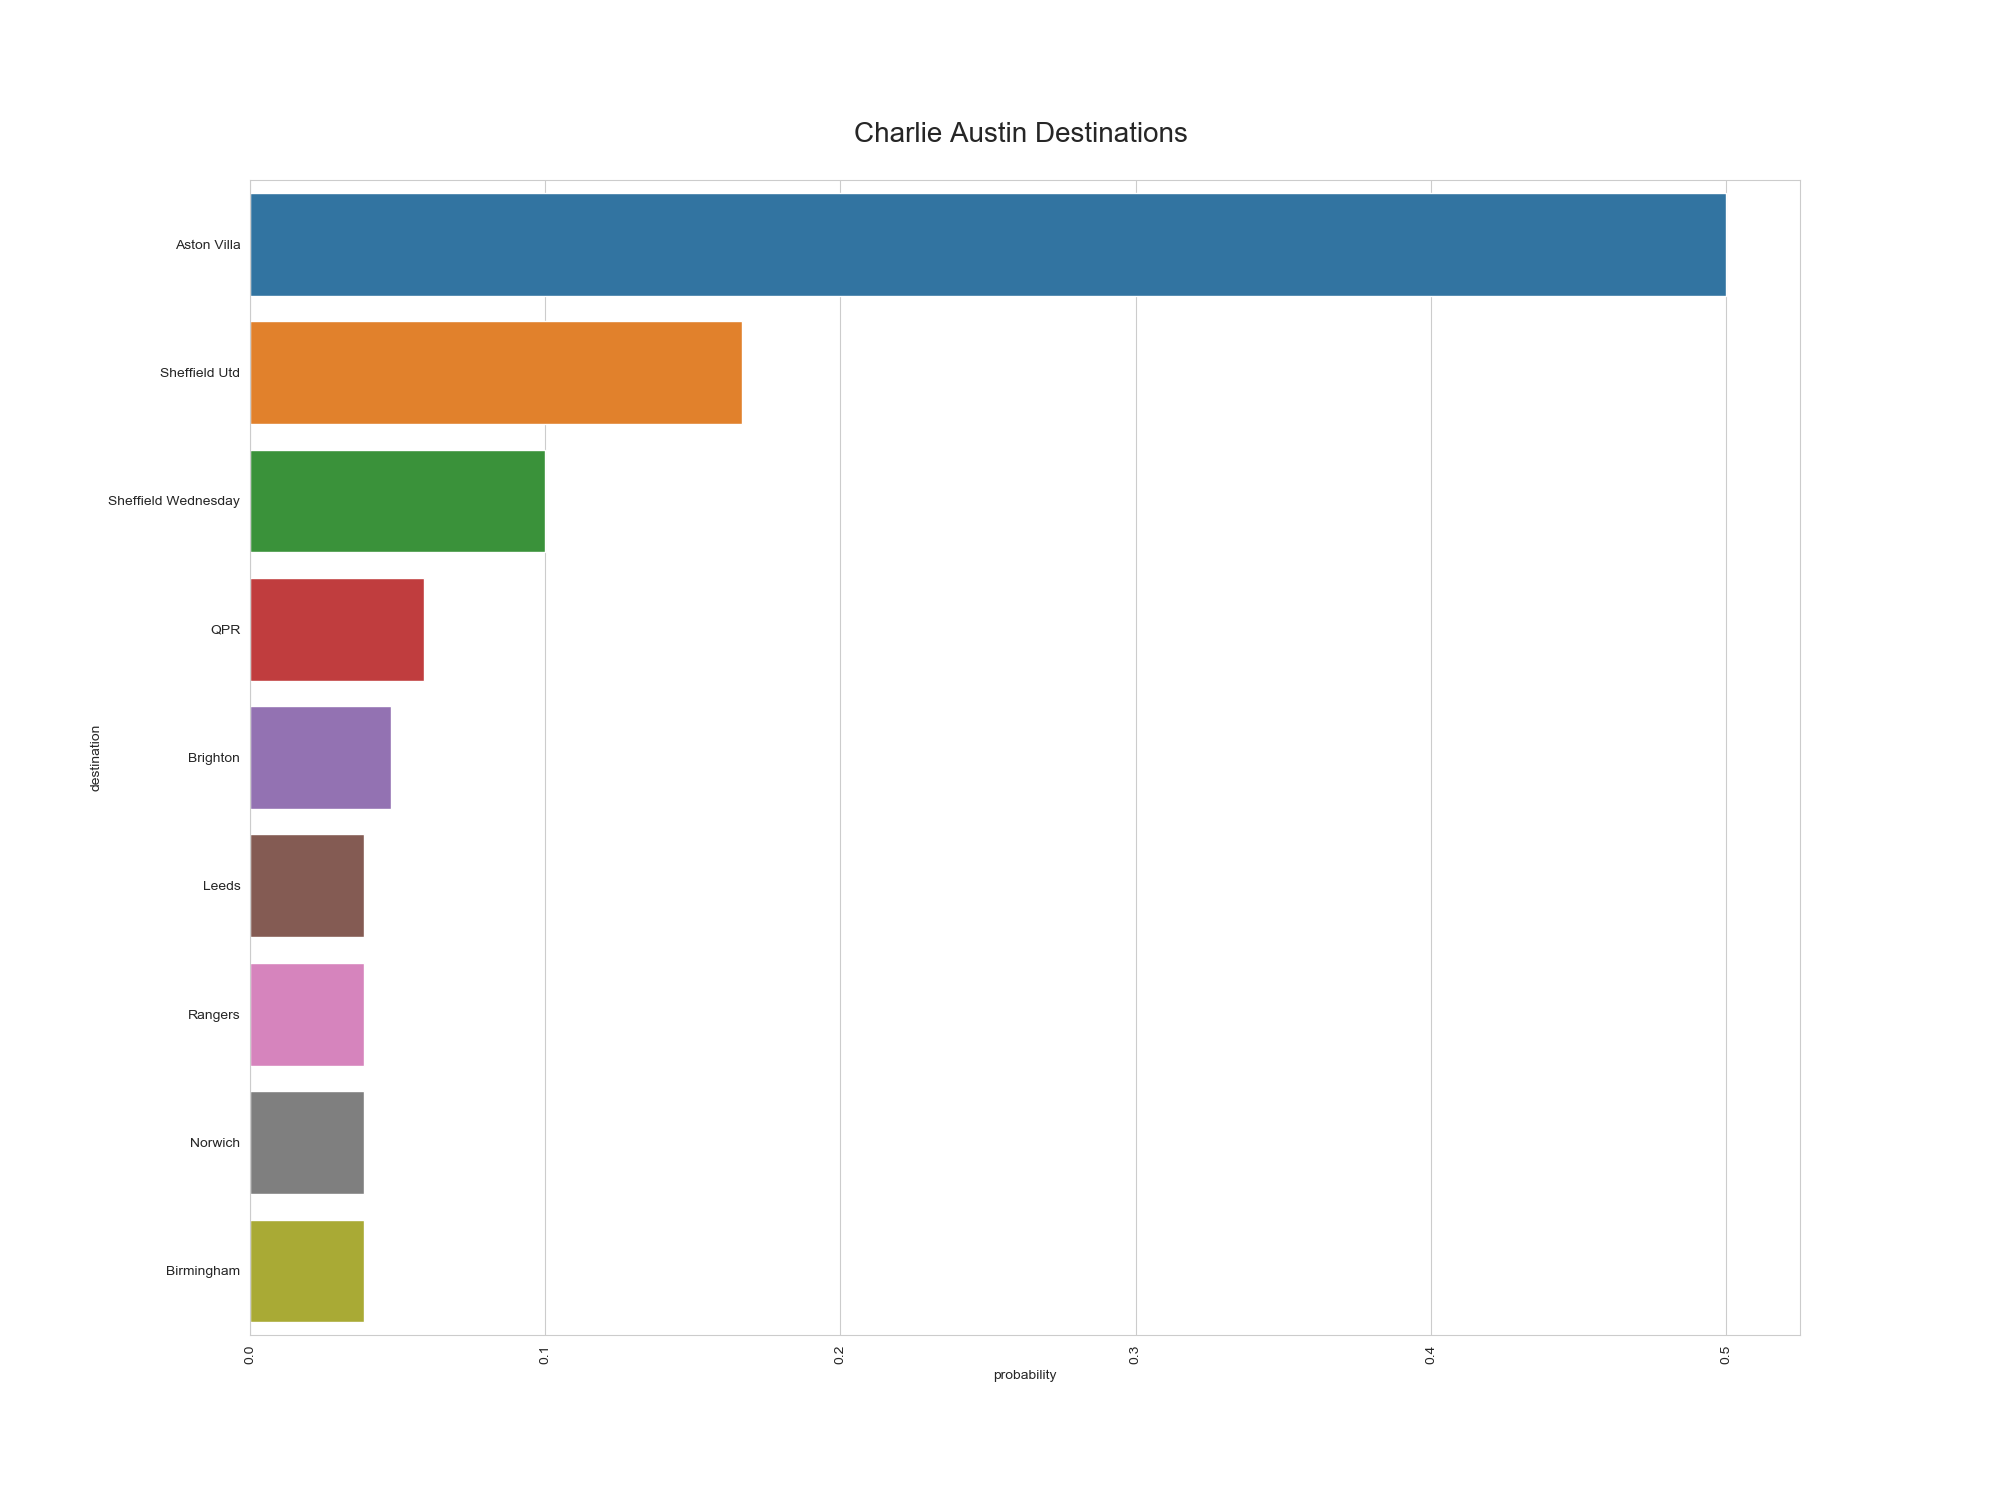 Charlie Austin Destinations
Aston Villa
Sheffield Utd
Sheffield Wednesday
QPR
Brighton
Leeds
Rangers
Norwich
Birmingham
destination
0.0
0.1
0.2
0.3
0.4
0.5
probability